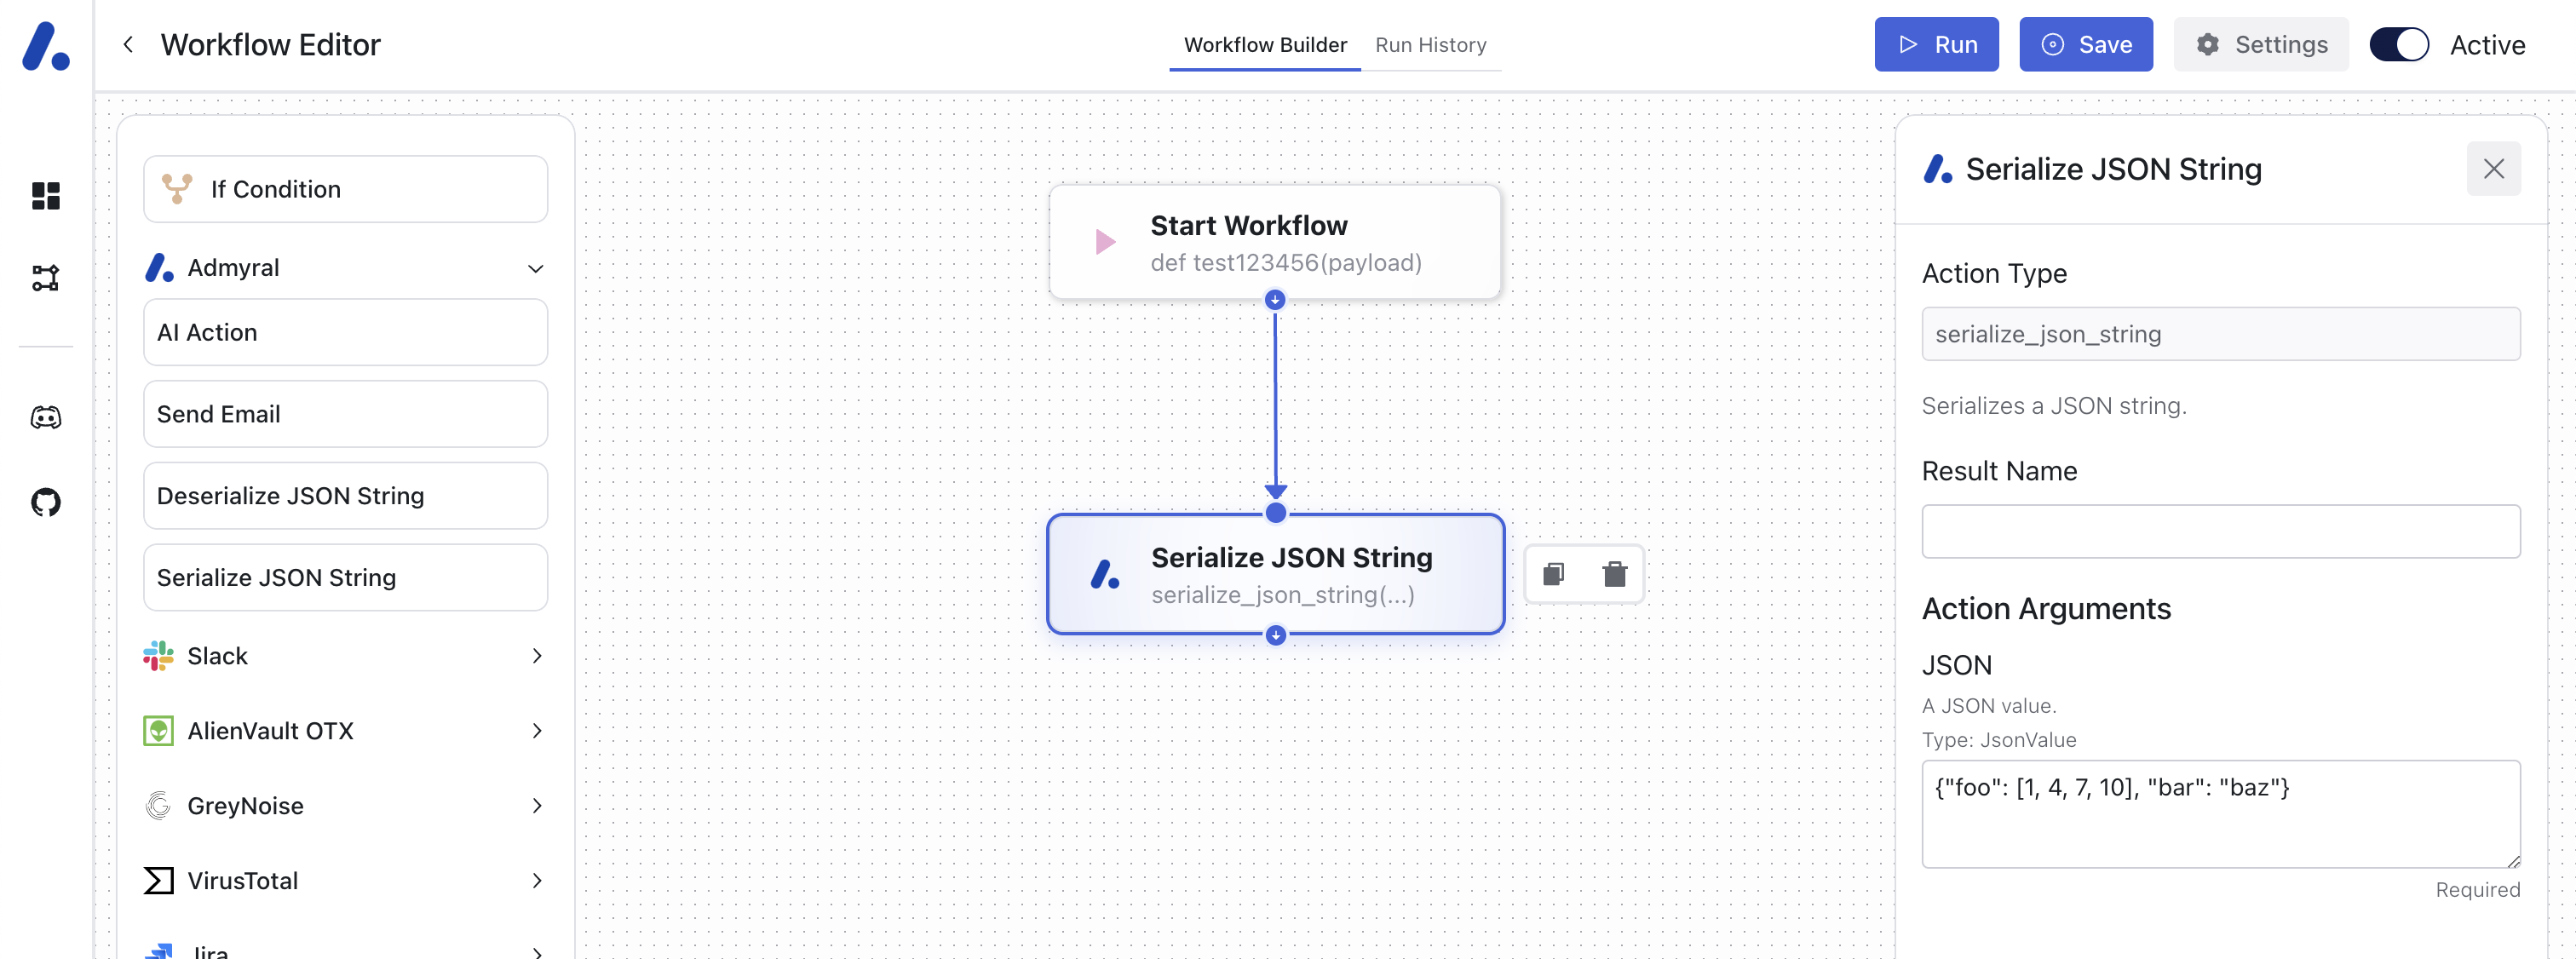 Workflow Editor
Workflow Builder
Run History
Run
Save
Settings
Active
If Condition
Admyral
AI Action
Send Email
Deserialize JSON String
Serialize JSON String
Slack
AlienVault OTX
GreyNoise
VirusTotal
Jira
Start Workflow
def test123456(payload)
Serialize JSON String
serialize_json_string(...)
Serialize JSON String
Action Type
serialize_json_string
Serializes a JSON string.
Result Name
Action Arguments
JSON
A JSON value.
Type: JsonValue
{"foo": [1, 4, 7, 10], "bar": "baz"}
Required